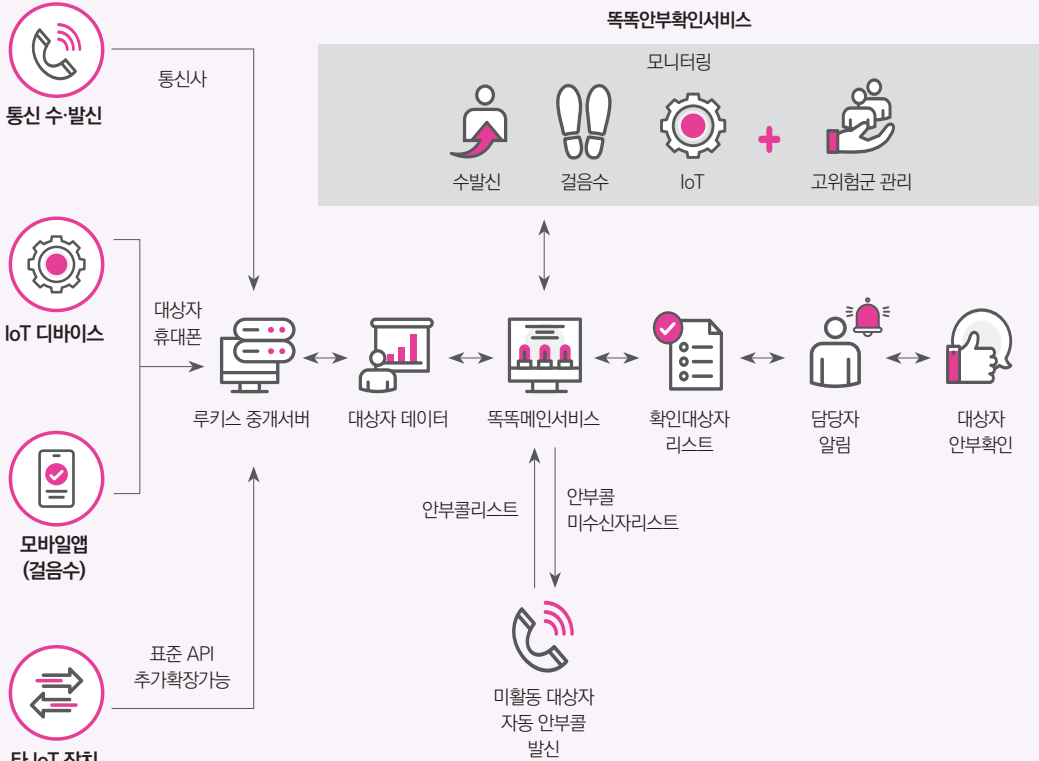 똑똑안부확인서비스
모니터링
수발신
걸음수
IoT
고위험군 관리
통신 수·발신
통신사
IoT 디바이스
대상자
휴대폰
모바일앱
(걸음수)
표준 API
추가확장가능
타 IoT 장치
루키스 중개서버
대상자 데이터
똑똑메인서비스
확인대상자
리스트
담당자
알림
대상자
안부확인
안부콜리스트
안부콜
미수신자리스트
미활동 대상자
자동 안부콜
발신